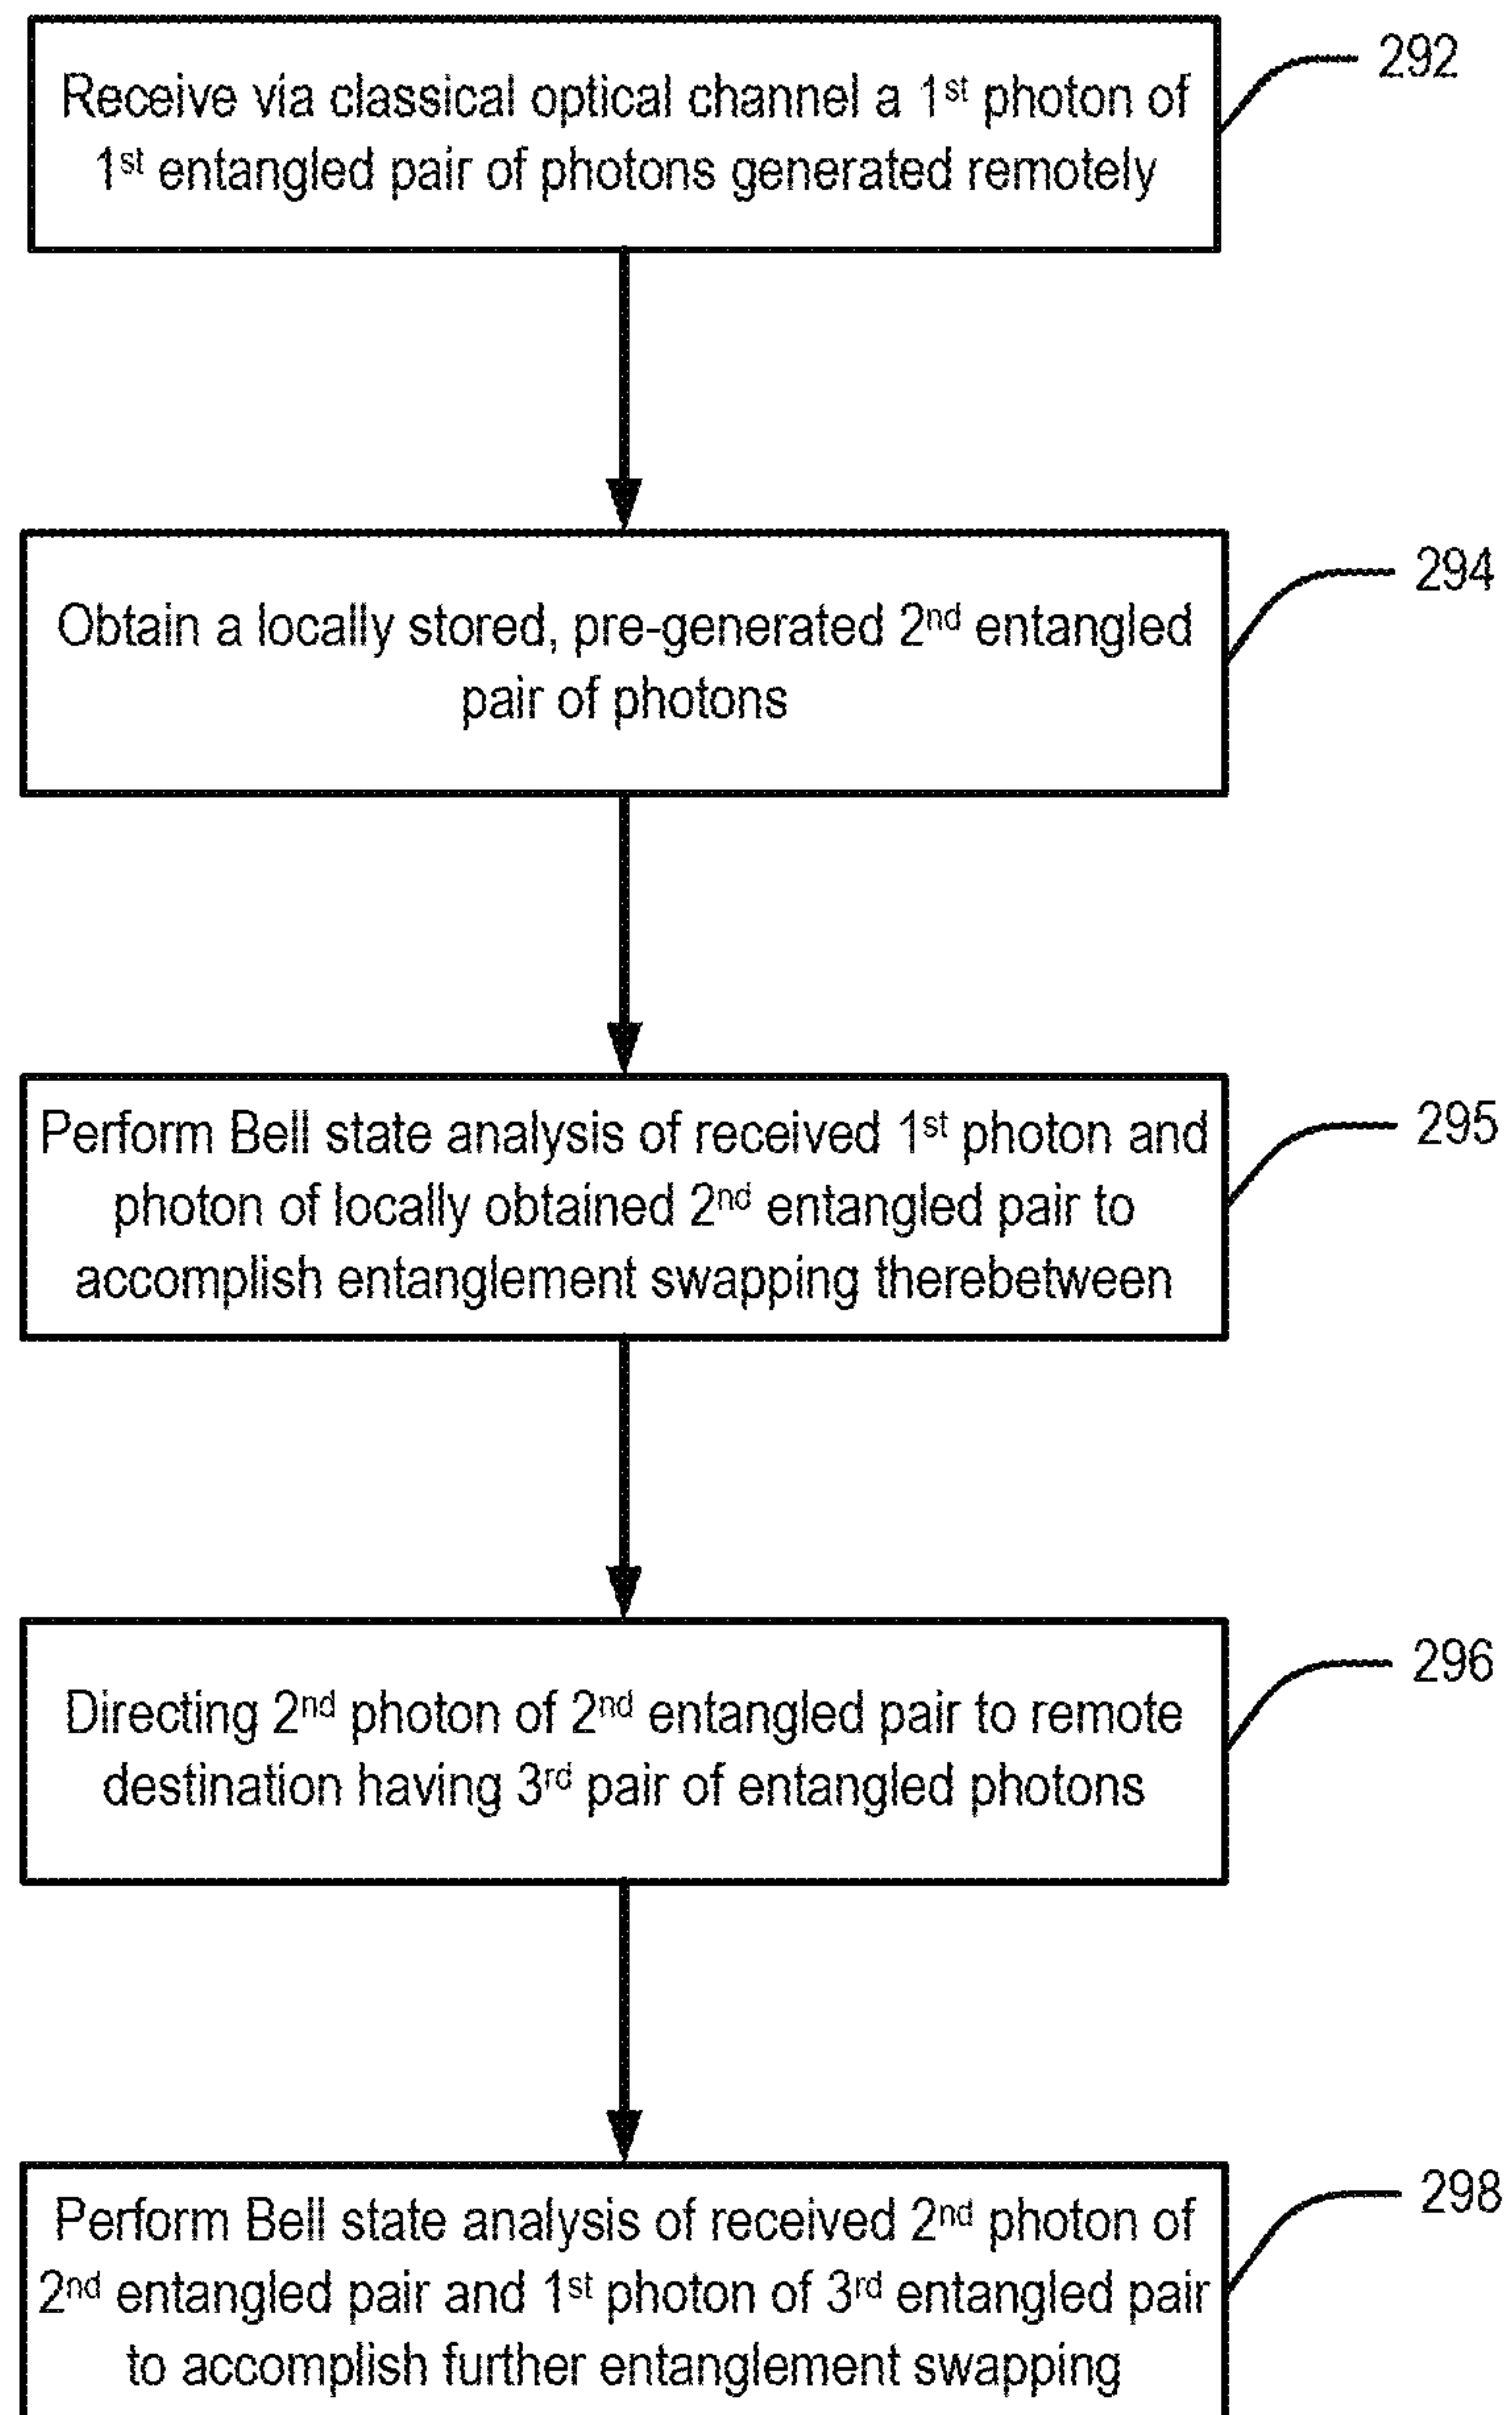 Receive via classical optical channel a 1st photon of
1st entangled pair of photons generated remotely
292
Obtain a locally stored, pre-generated 2nd entangled
pair of photons
294
Perform Bell state analysis of received 1st photon and
photon of locally obtained 2nd entangled pair to
accomplish entanglement swapping therebetween
295
Directing 2nd photon of 2nd entangled pair to remote
destination having 3rd pair of entangled photons
296
Perform Bell state analysis of received 2nd photon of
2nd entangled pair and 1st photon of 3rd entangled pair
to accomplish further entanglement swapping
298